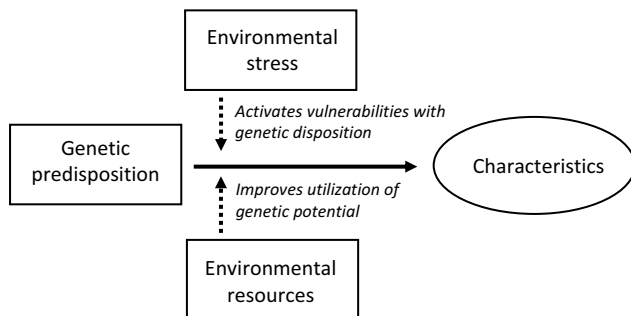 Environmental
stress
Activates vulnerabilities with
genetic disposition
Genetic
predisposition
Characteristics
Improves utilization of
genetic potential
Environmental
resources